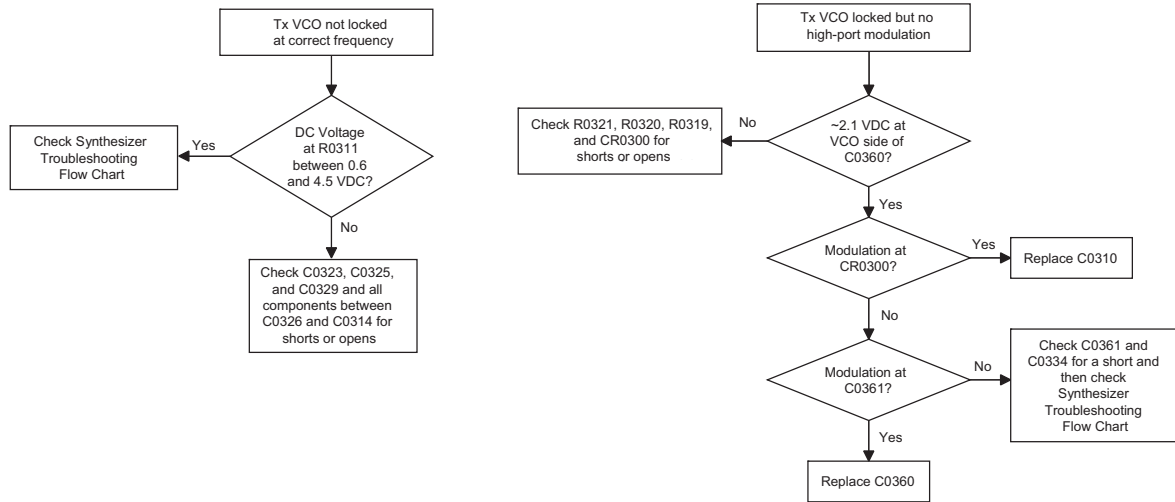 Tx VCO not locked
at correct frequency
DC Voltage
at R0311
between 0.6
and 4.5 VDC?
Yes
Check Synthesizer
Troubleshooting
Flow Chart
No
Check C0323, C0325,
and C0329 and all
components between
C0326 and C0314 for
shorts or opens
Tx VCO locked but no
high-port modulation
~2.1 VDC at
VCO side of
C0360?
No
Check R0321, R0320, R0319,
and CR0300 for
shorts or opens
Yes
Modulation at
CR0300?
Yes
Replace C0310
No
Modulation at
C0361?
No
Check C0361 and
C0334 for a short and
then check
Synthesizer
Troubleshooting
Flow Chart
Yes
Replace C0360